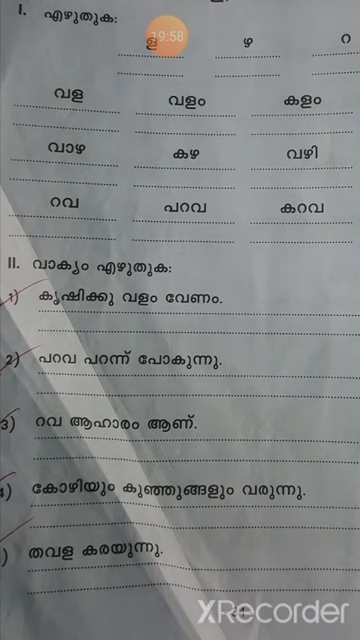 I. എഴുതുക:
19:58
ള ഴ റ
വള വളം കളം
വാഴ കഴ വഴി
റവ പറവ കറവ
II. വാക്യം എഴുതുക:
1) കൃഷിക്കു വളം വേണം.
2) പറവ പറന്ന് പോകുന്നു.
3) റവ ആഹാരം ആണ്.
4) കോഴിയും കുഞ്ഞുങ്ങളും വരുന്നു.
) തവള കരയുന്നു.
XRecorder